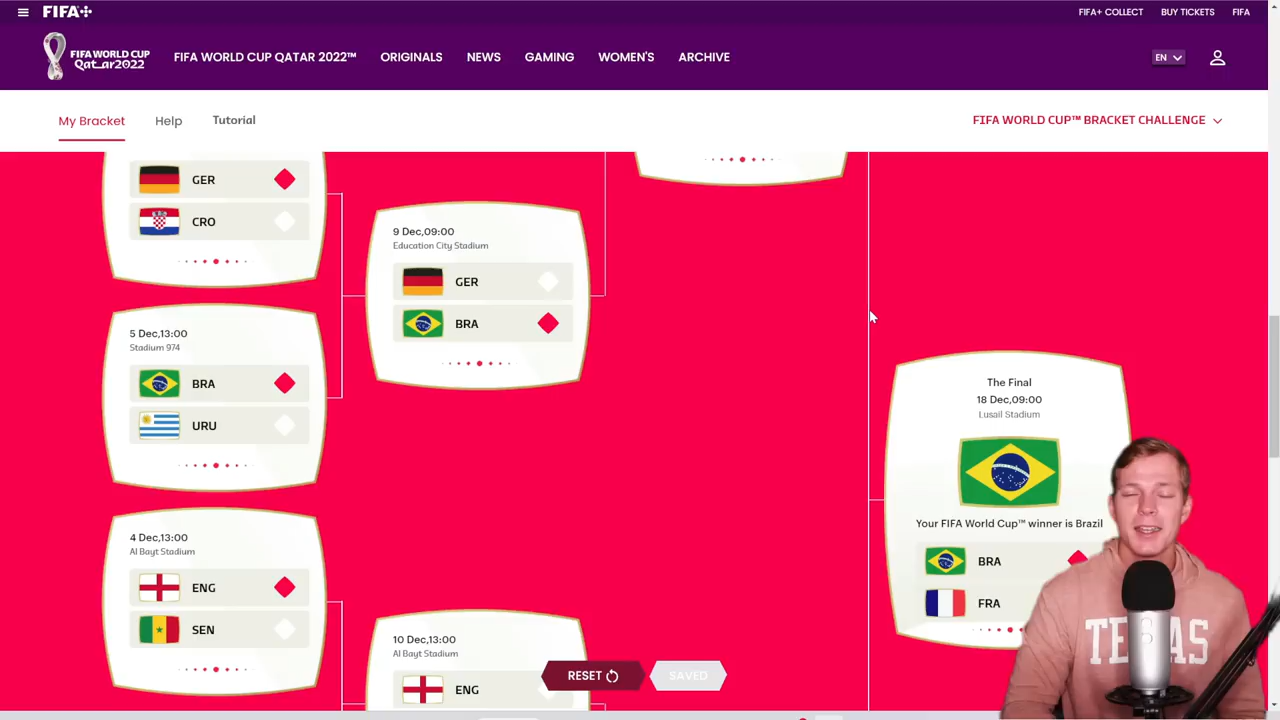 FIFA+
FIFA+ COLLECT
BUY TICKETS
FIFA
FIFA WORLD CUP
Qatar2022
FIFA WORLD CUP QATAR 2022™
ORIGINALS
NEWS
GAMING
WOMEN'S
ARCHIVE
EN
My Bracket
Help
Tutorial
FIFA WORLD CUP™ BRACKET CHALLENGE
GER
CRO
9 Dec,09:00
Education City Stadium
GER
BRA
5 Dec,13:00
Stadium 974
BRA
URU
4 Dec,13:00
Al Bayt Stadium
ENG
SEN
10 Dec,13:00
Al Bayt Stadium
ENG
RESET
SAVED
The Final
18 Dec,09:00
Lusail Stadium
Your FIFA World Cup™ winner is Brazil
BRA
FRA
TEXAS